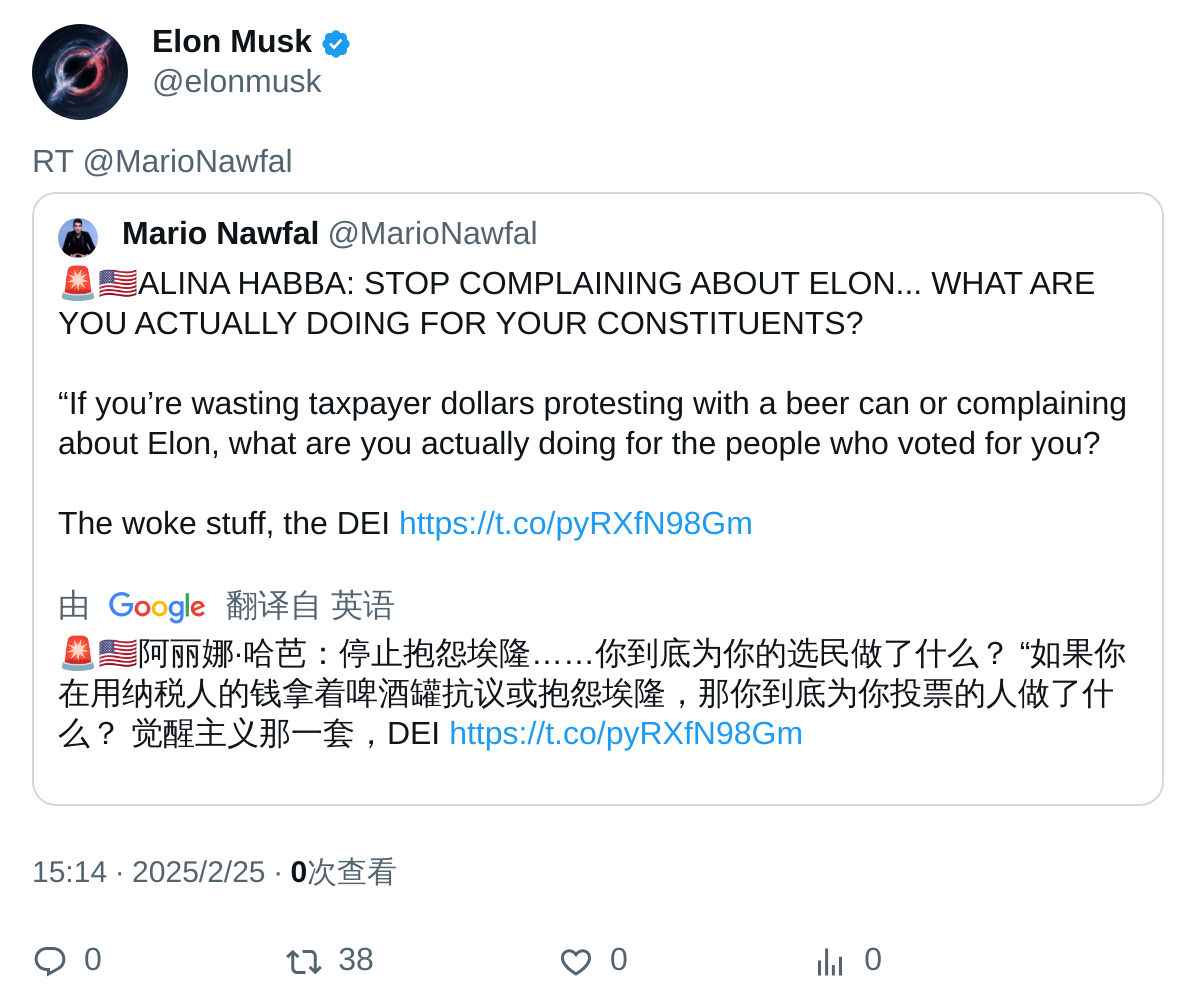 Elon Musk
@elonmusk
RT @MarioNawfal
Mario Nawfal @MarioNawfal
🚨🇺🇸ALINA HABBA: STOP COMPLAINING ABOUT ELON... WHAT ARE
YOU ACTUALLY DOING FOR YOUR CONSTITUENTS?
“If you’re wasting taxpayer dollars protesting with a beer can or complaining
about Elon, what are you actually doing for the people who voted for you?
The woke stuff, the DEI https://t.co/pyRXfN98Gm
由 Google 翻译自 英语
🚨🇺🇸阿丽娜·哈芭：停止抱怨埃隆……你到底为你的选民做了什么？ “如果你
在用纳税人的钱拿着啤酒罐抗议或抱怨埃隆，那你到底为你投票的人做了什
么？ 觉醒主义那一套，DEI https://t.co/pyRXfN98Gm
15:14 · 2025/2/25 · 0次查看
0 38 0 0